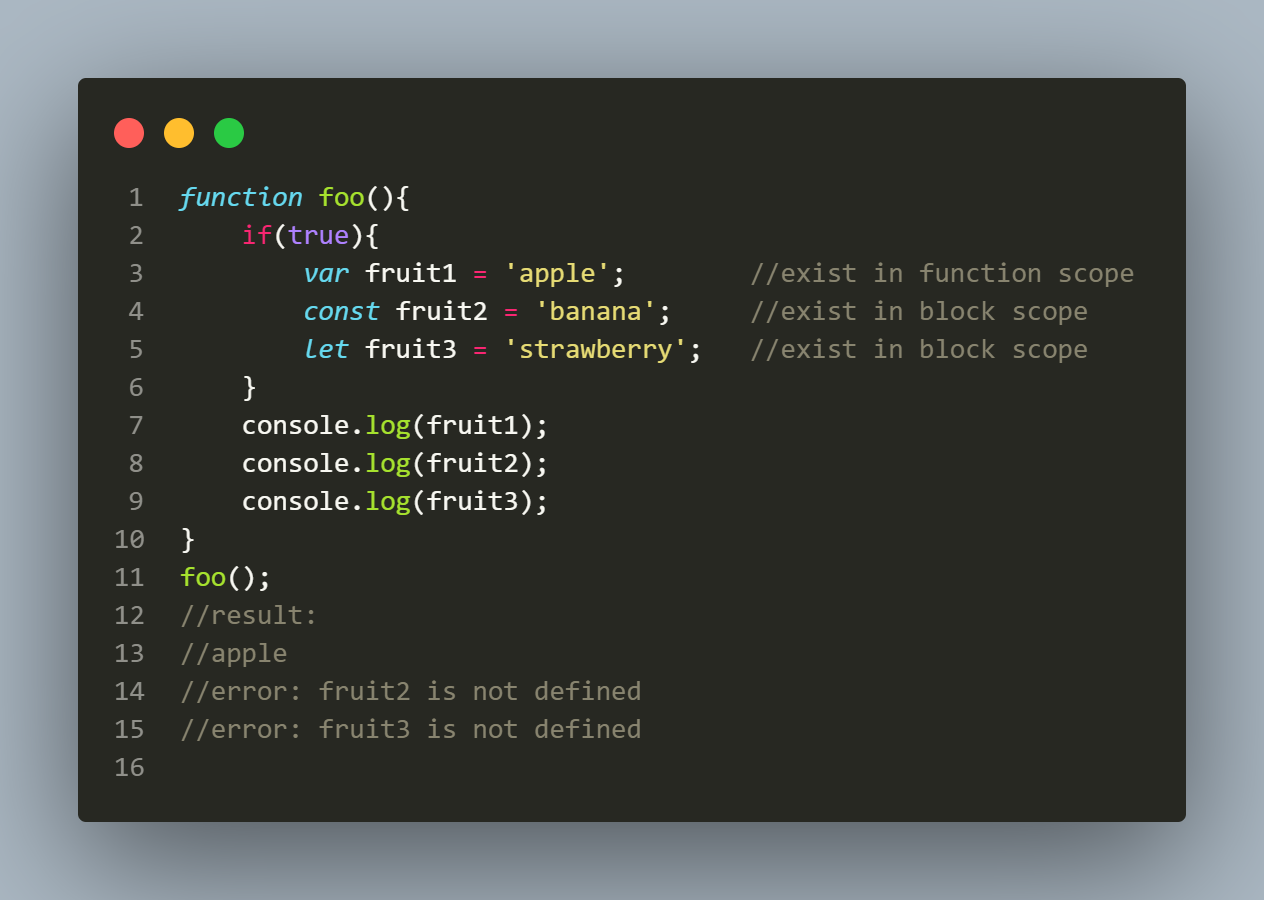 1 function foo(){
2     if(true){
3         var fruit1 = 'apple';        //exist in function scope
4         const fruit2 = 'banana';     //exist in block scope
5         let fruit3 = 'strawberry';   //exist in block scope
6     }
7     console.log(fruit1);
8     console.log(fruit2);
9     console.log(fruit3);
10 }
11 foo();
12 //result:
13 //apple
14 //error: fruit2 is not defined
15 //error: fruit3 is not defined
16